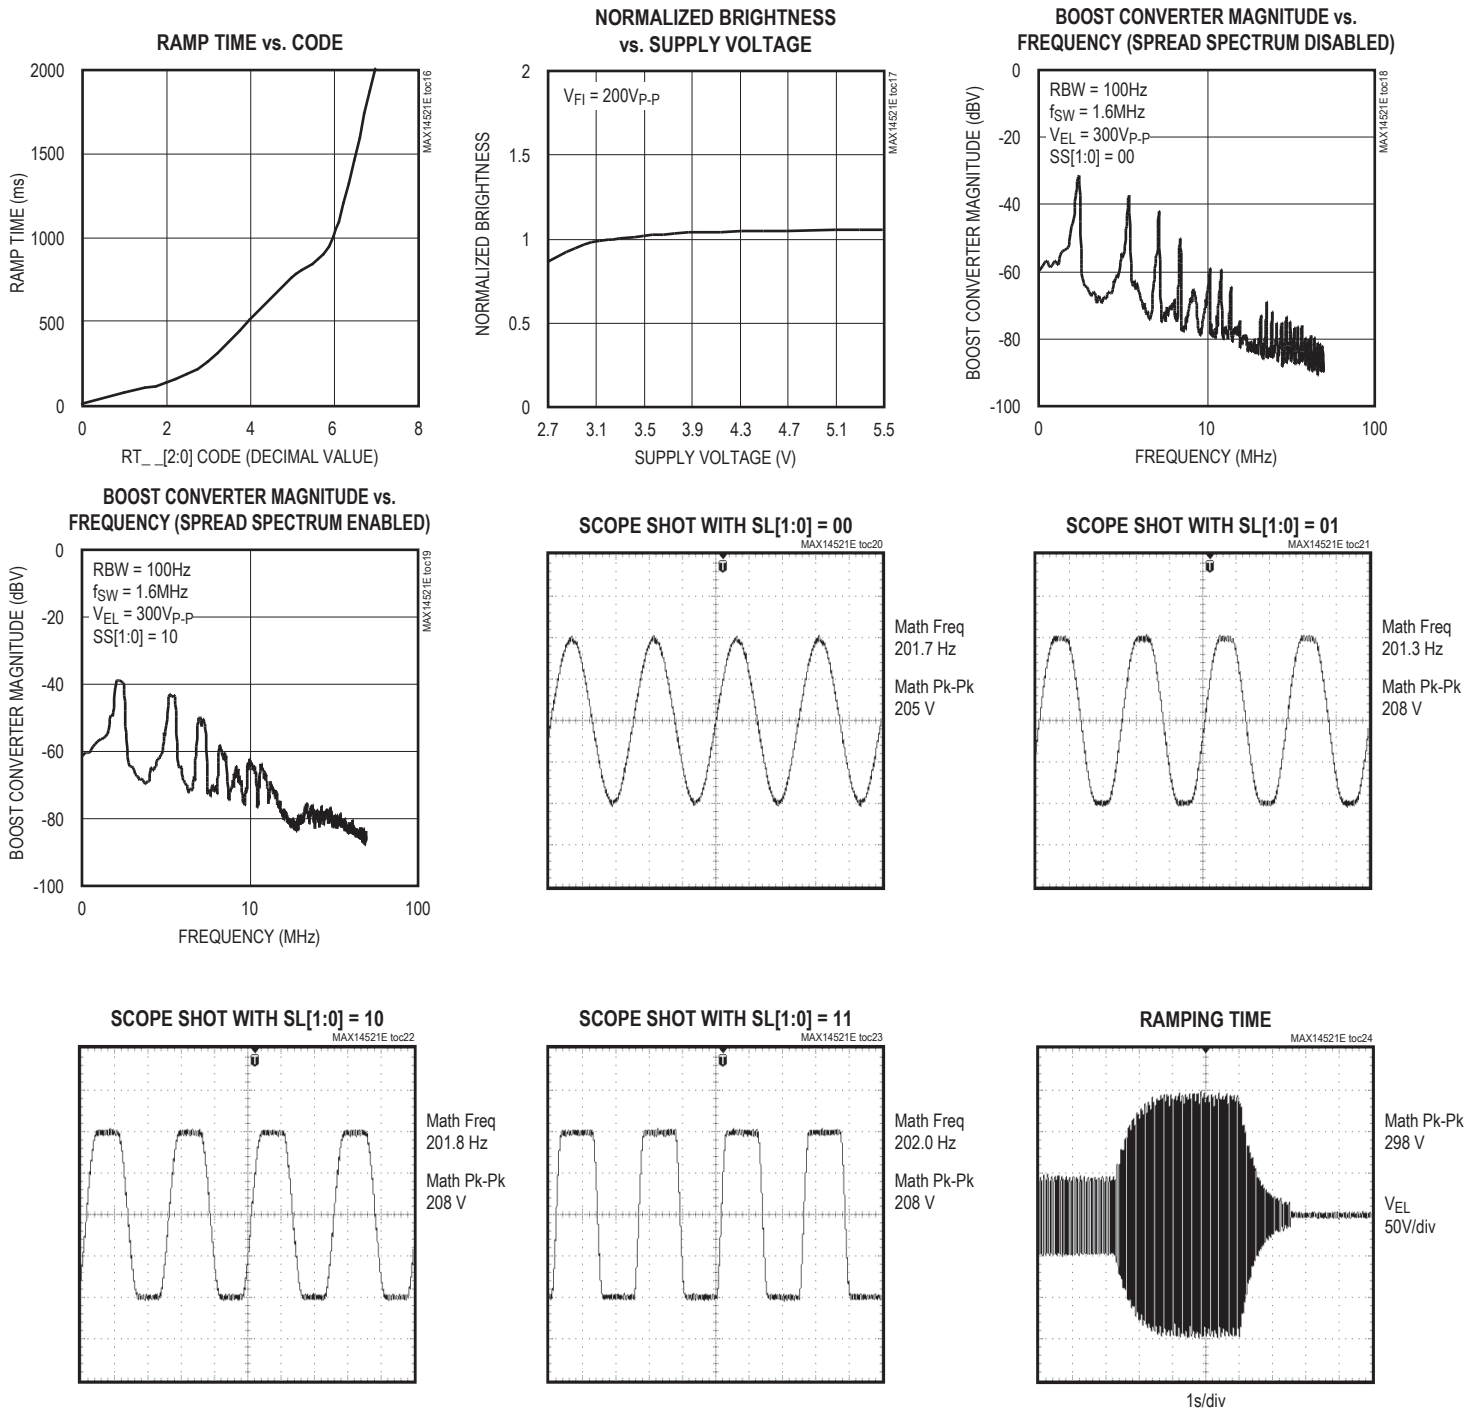 RAMP TIME vs. CODE
MAX14521E toc16
2000
1500
1000
500
0
RAMP TIME (ms)
0 2 4 6 8
RT_ _[2:0] CODE (DECIMAL VALUE)
NORMALIZED BRIGHTNESS
vs. SUPPLY VOLTAGE
MAX14521E toc17
VFI = 200VP-P
2
1.5
1
0.5
0
NORMALIZED BRIGHTNESS
2.7 3.1 3.5 3.9 4.3 4.7 5.1 5.5
SUPPLY VOLTAGE (V)
BOOST CONVERTER MAGNITUDE vs.
FREQUENCY (SPREAD SPECTRUM DISABLED)
MAX14521E toc18
RBW = 100Hz
fSW = 1.6MHz
VEL = 300VP-P
SS[1:0] = 00
0
-20
-40
-60
-80
-100
BOOST CONVERTER MAGNITUDE (dBV)
0 10 100
FREQUENCY (MHz)
BOOST CONVERTER MAGNITUDE vs.
FREQUENCY (SPREAD SPECTRUM ENABLED)
MAX14521E toc19
RBW = 100Hz
fSW = 1.6MHz
VEL = 300VP-P
SS[1:0] = 10
0
-20
-40
-60
-80
-100
BOOST CONVERTER MAGNITUDE (dBV)
0 10 100
FREQUENCY (MHz)
SCOPE SHOT WITH SL[1:0] = 00
MAX14521E toc20
T
Math Freq
201.7 Hz
Math Pk-Pk
205 V
SCOPE SHOT WITH SL[1:0] = 01
MAX14521E toc21
T
Math Freq
201.3 Hz
Math Pk-Pk
208 V
SCOPE SHOT WITH SL[1:0] = 10
MAX14521E toc22
T
Math Freq
201.8 Hz
Math Pk-Pk
208 V
SCOPE SHOT WITH SL[1:0] = 11
MAX14521E toc23
T
Math Freq
202.0 Hz
Math Pk-Pk
208 V
RAMPING TIME
MAX14521E toc24
Math Pk-Pk
298 V
VEL
50V/div
1s/div